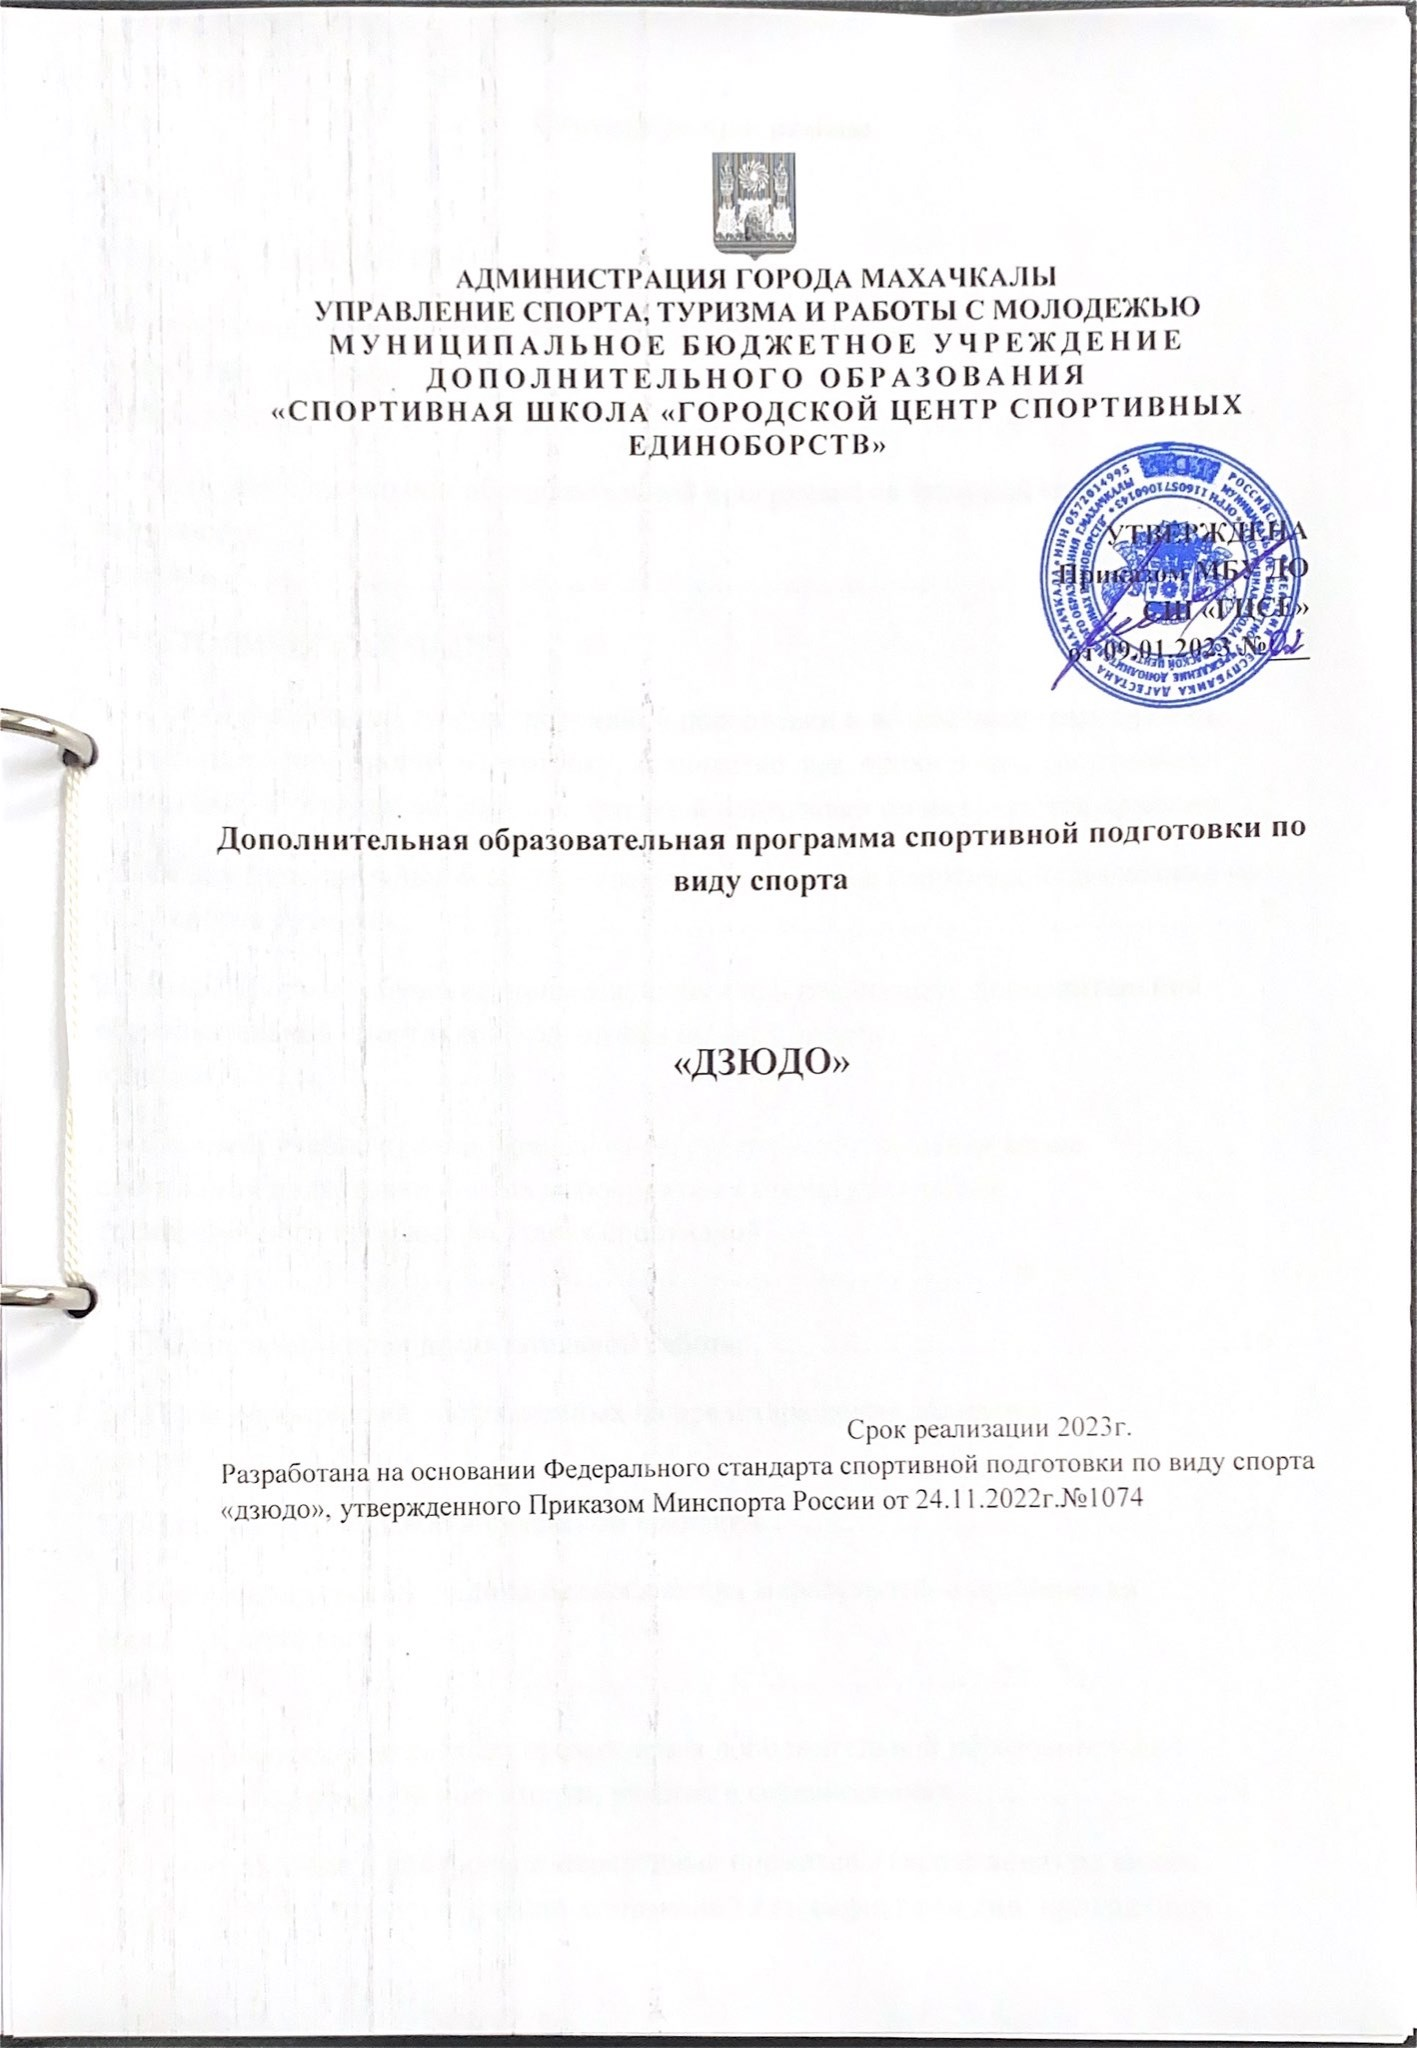 АДМИНИСТРАЦИЯ ГОРОДА МАХАЧКАЛЫ
УПРАВЛЕНИЕ СПОРТА, ТУРИЗМА И РАБОТЫ С МОЛОДЕЖЬЮ
МУНИЦИПАЛЬНОЕ БЮДЖЕТНОЕ УЧРЕЖДЕНИЕ
ДОПОЛНИТЕЛЬНОГО ОБРАЗОВАНИЯ
«СПОРТИВНАЯ ШКОЛА «ГОРОДСКОЙ ЦЕНТР СПОРТИВНЫХ
ЕДИНОБОРСТВ»
УТВЕРЖДЕНА
Приказом МБУ ДО
СШ «ГЦСЕ»
от 09.01.2023 №
Дополнительная образовательная программа спортивной подготовки по
виду спорта
«ДЗЮДО»
Срок реализации 2023г.
Разработана на основании Федерального стандарта спортивной подготовки по виду спорта
«дзюдо», утвержденного Приказом Минспорта России от 24.11.2022г.№1074